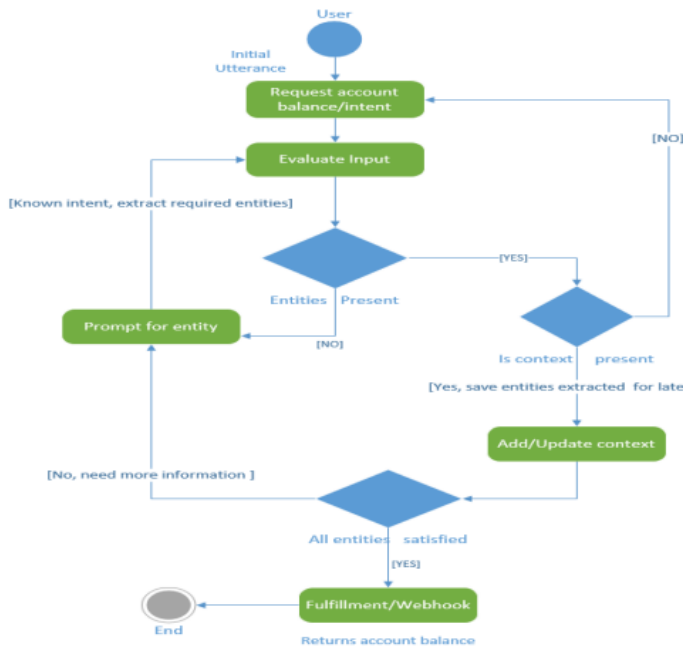 User
Initial
Utterance
Request account
balance/intent
[NO]
Evaluate Input
[Known intent, extract required entities]
[YES]
Entities Present
Prompt for entity
[NO]
Is context present
[Yes, save entities extracted for late
Add/Update context
[No, need more information ]
All entities satisfied
[YES]
Fulfillment/Webhook
End
Returns account balance